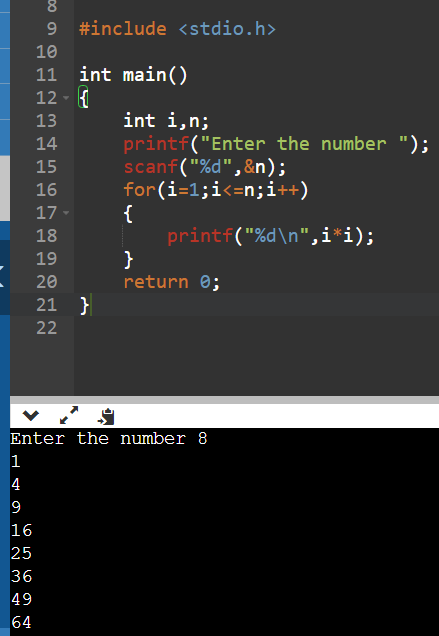 8
9 #include <stdio.h>
10
11 int main()
12 {
13     int i,n;
14     printf("Enter the number ");
15     scanf("%d",&n);
16     for(i=1;i<=n;i++)
17     {
18         printf("%d\n",i*i);
19     }
20     return 0;
21 }
22
Enter the number 8
1
4
9
16
25
36
49
64